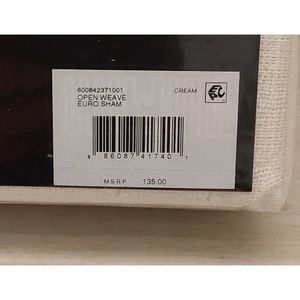 600842371001 CREAM
OPEN WEAVE
EURO SHAM
8 86087 41740 1
MSRP 135.00